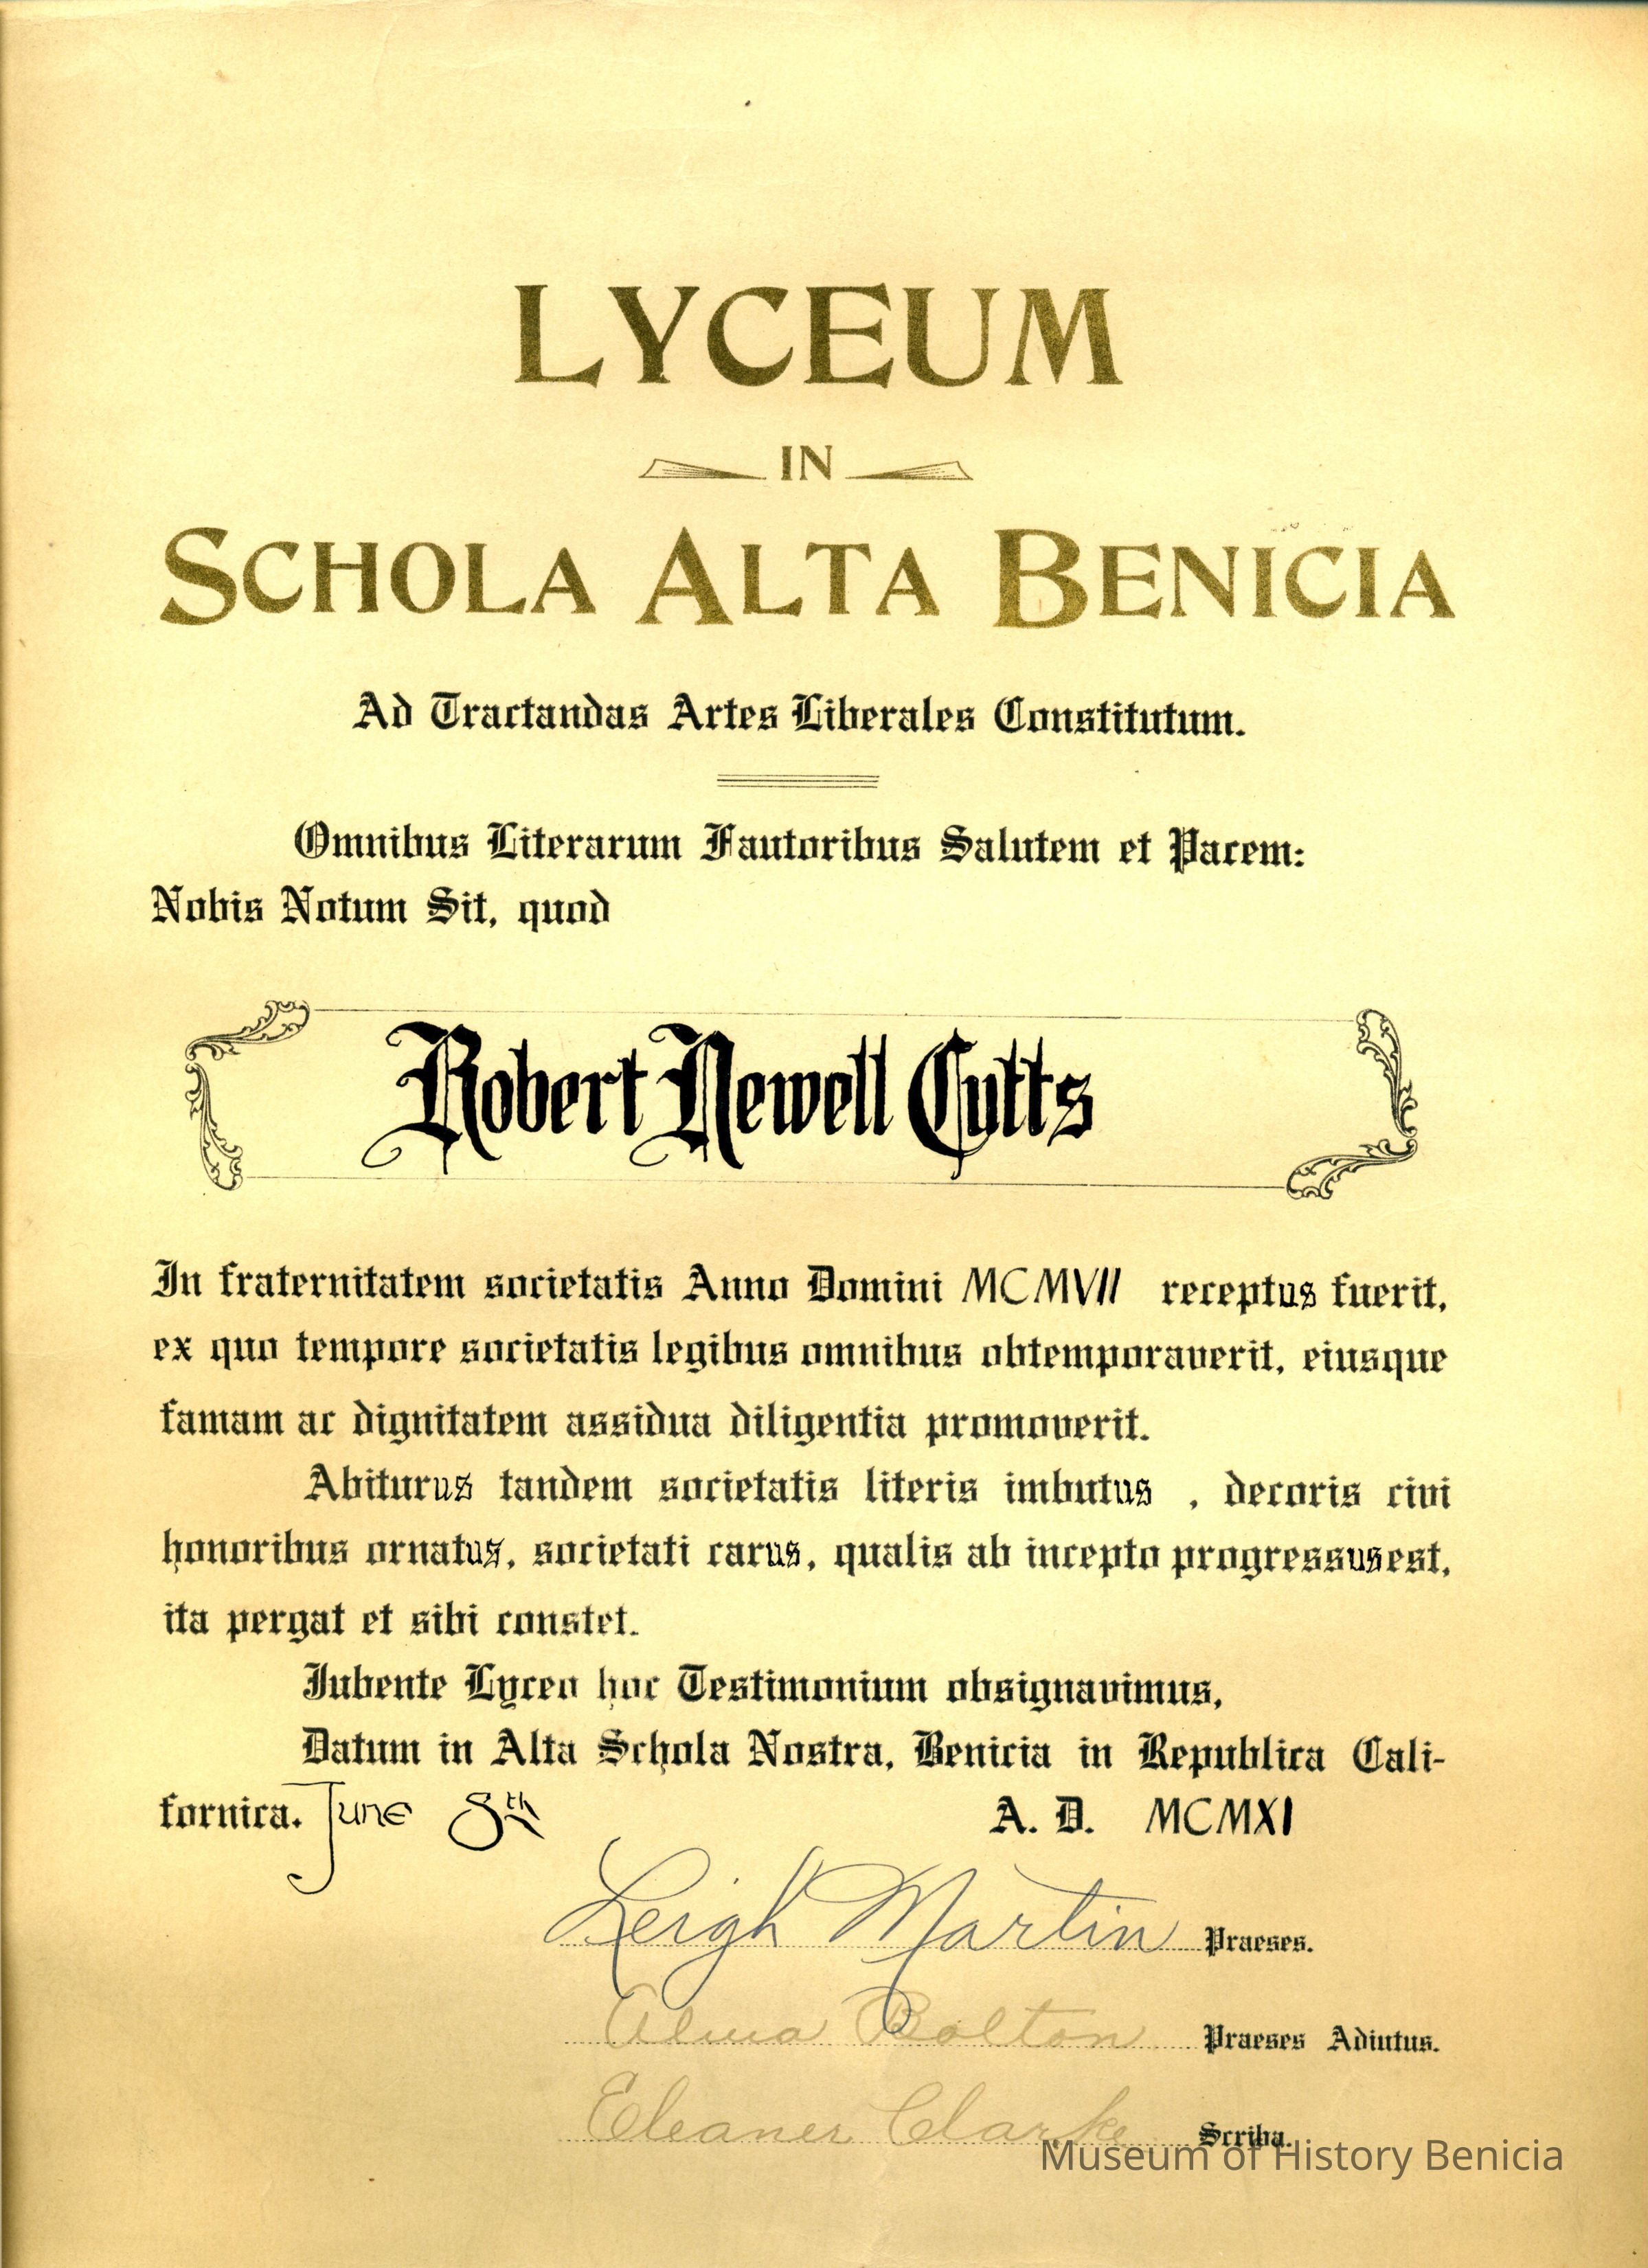 LYCEUM
IN
SCHOLA ALTA BENICIA
Ad Tractandas Artes Liberales Constitutum.
Omnibus Literarum Fautoribus Salutem et Pacem:
Nobis Notum Sit, quod
Robert Newell Cutts
In fraternitatem societatis Anno Domini MCMVII receptus fuerit,
ex quo tempore societatis legibus omnibus obtemporaverit, eiusque
famam ac dignitatem assidua diligentia promoverit.
Abiturus tandem societatis literis imbutus , decoris civi
honoribus ornatus, societati carus, qualis ab incepto progressus est,
ita pergat et sibi constet.
Iubente Lyceo hoc Testimonium obsignavimus,
Datum in Alta Schola Nostra, Benicia in Republica Cali-
fornica. June 8th A. D. MCMXI
Leigh Martin Praeses.
Alma Bolton Praeses Adiutus.
Eleaner Clarke Scriba.
Museum of History Benicia